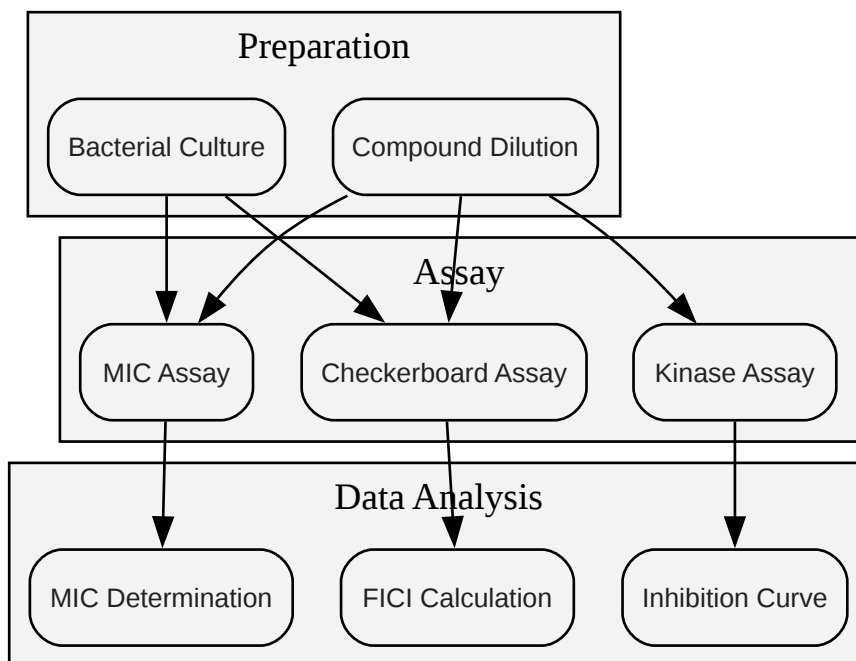 Preparation
Bacterial Culture
Compound Dilution
Assay
MIC Assay
Checkerboard Assay
Kinase Assay
Data Analysis
MIC Determination
FICI Calculation
Inhibition Curve